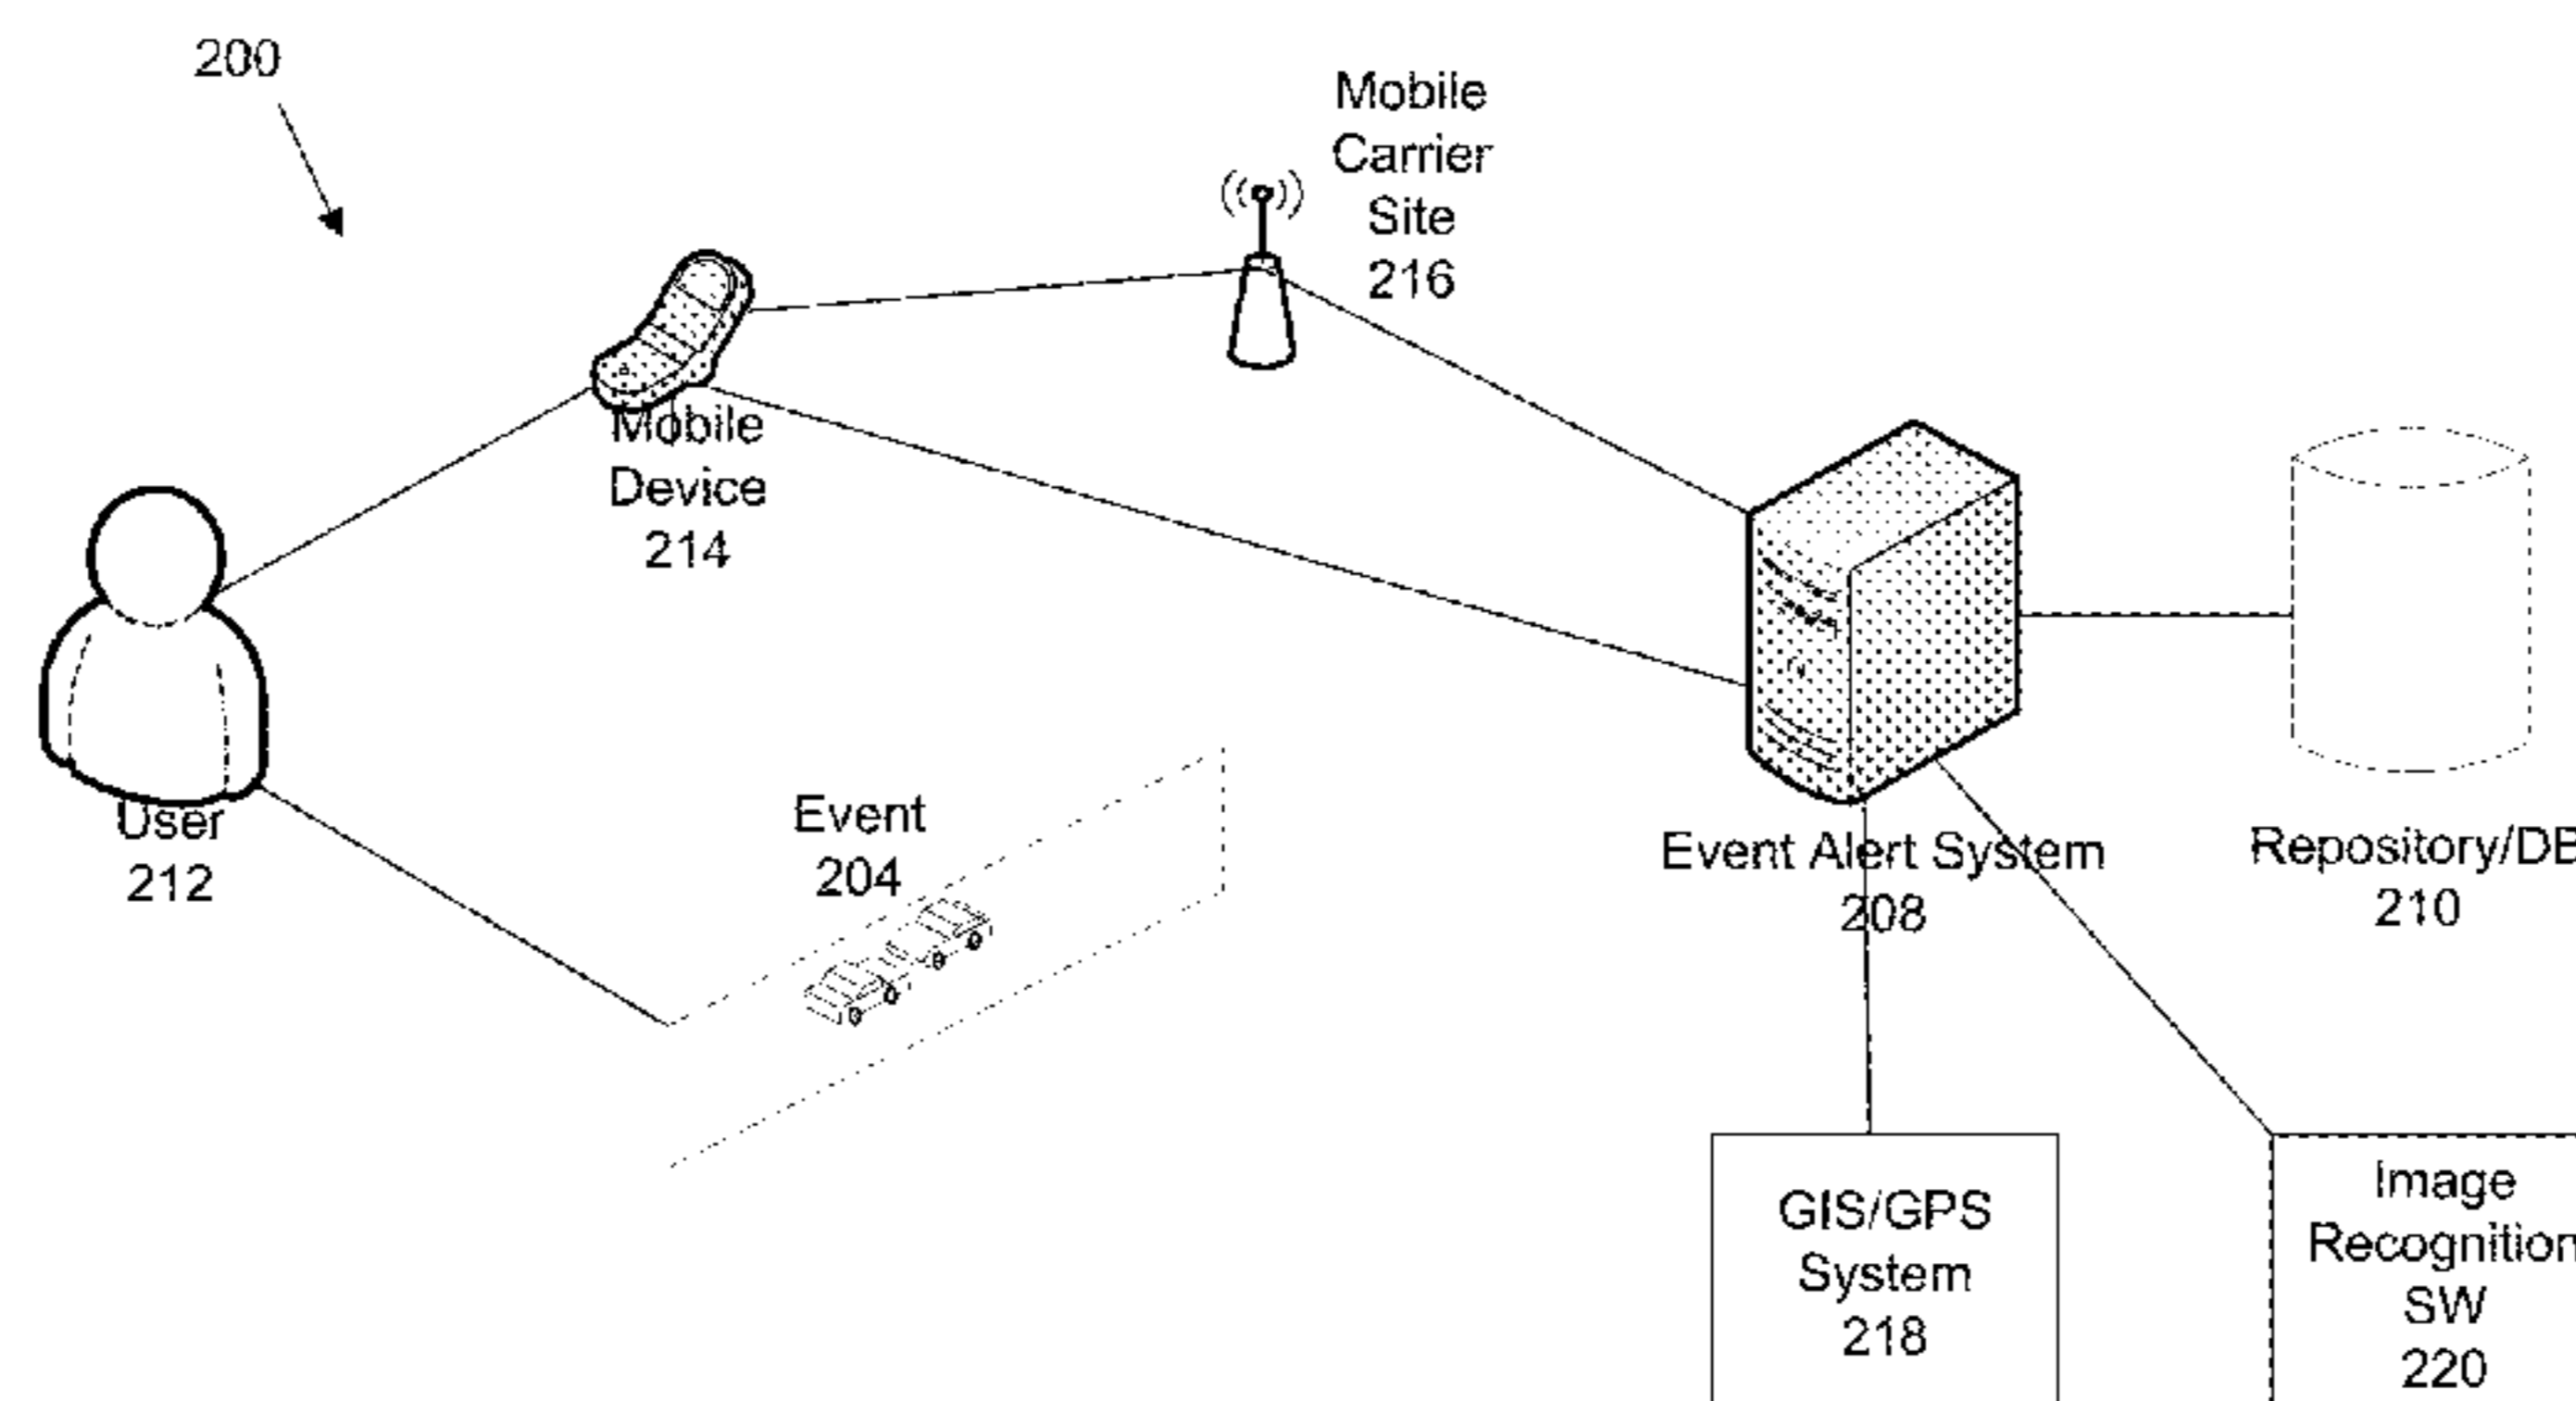 200
Mobile
Carrier
Site
216
Mobile
Device
214
User
212
Event
204
Event Alert System
208
Repository/DB
210
GIS/GPS
System
218
Image
Recognition
SW
220